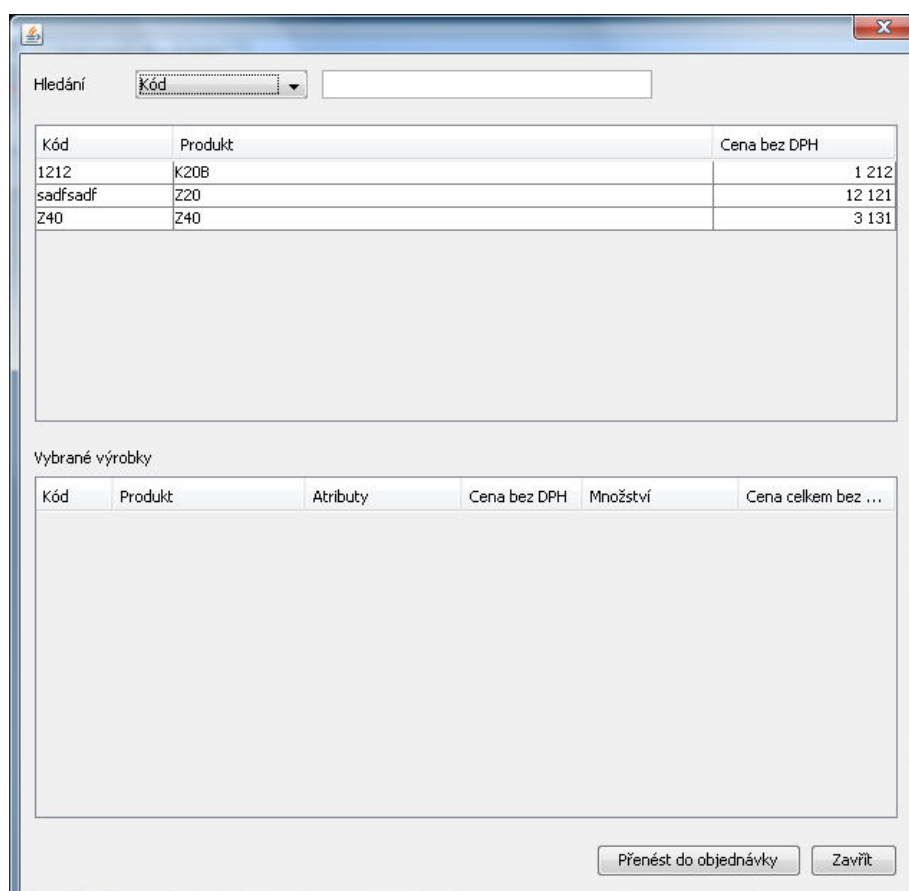 Hledání Kód
Kód Produkt Cena bez DPH
1212 K20B 1 212
sadfsadf Z20 12 121
Z40 Z40 3 131
Vybrané výrobky
Kód Produkt Atributy Cena bez DPH Množství Cena celkem bez ...
Přenést do objednávky Zavřít